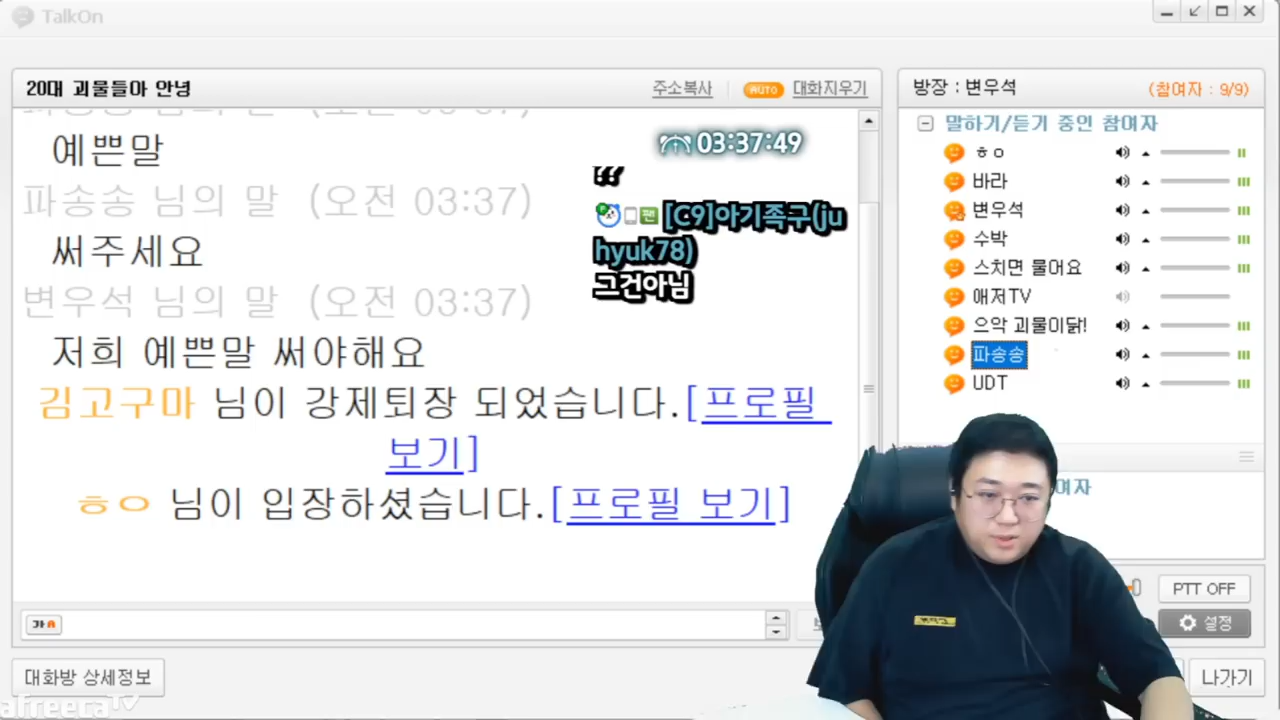 TalkOn
20대 괴물들아 안녕
주소복사
AUTO
대화지우기
예쁜말
파송송 님의 말 (오전 03:37)
써주세요
변우석 님의 말 (오전 03:37)
저희 예쁜말 써야해요
김고구마 님이 강제퇴장 되었습니다.[프로필
보기]
ㅎㅇ 님이 입장하셨습니다.[프로필 보기]
03:37:49
??
팬 [C9]아기족구(ju
hyuk78)
그건아님
방장 : 변우석
(참여자 : 9/9)
말하기/듣기 중인 참여자
ㅎㅇ
바라
변우석
수박
스치면 물어요
애저TV
으악 괴물이닭!
파송송
UDT
여자
PTT OFF
설정
가A
대화방 상세정보
나가기
afreecaTV